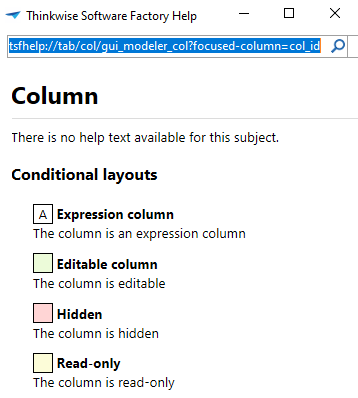 Thinkwise Software Factory Help
tsfhelp://tab/col/gui_modeler_col?focused-column=col_id
Column
There is no help text available for this subject.
Conditional layouts
A Expression column
The column is an expression column
Editable column
The column is editable
Hidden
The column is hidden
Read-only
The column is read-only